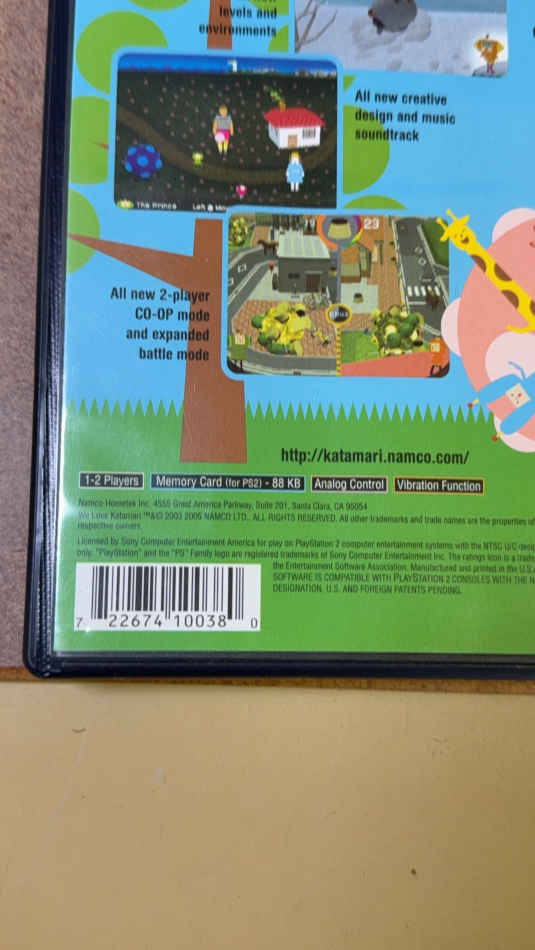 levels and
environments
All new creative
design and music
soundtrack
The Prince
23
All new 2-player
CO-OP mode
and expanded
battle mode
http://katamari.namco.com/
1-2 Players
Memory Card (for PS2) - 88 KB
Analog Control
Vibration Function
Namco Hometek Inc. 4555 Great America Parkway, Suite 201, Santa Clara, CA 95054
We Love Katamari ™&© 2003 2005 NAMCO LTD., ALL RIGHTS RESERVED. All other trademarks and trade names are the properties of
respective owners.
Licensed by Sony Computer Entertainment America for play on PlayStation 2 computer entertainment systems with the NTSC U/C desig
only. "PlayStation" and the "PS" Family logo are registered trademarks of Sony Computer Entertainment Inc. The ratings icon is a trade
the Entertainment Software Association. Manufactured and printed in the U.S.
SOFTWARE IS COMPATIBLE WITH PLAYSTATION 2 CONSOLES WITH THE N
DESIGNATION. U.S. AND FOREIGN PATENTS PENDING.
7 22674 10038 0